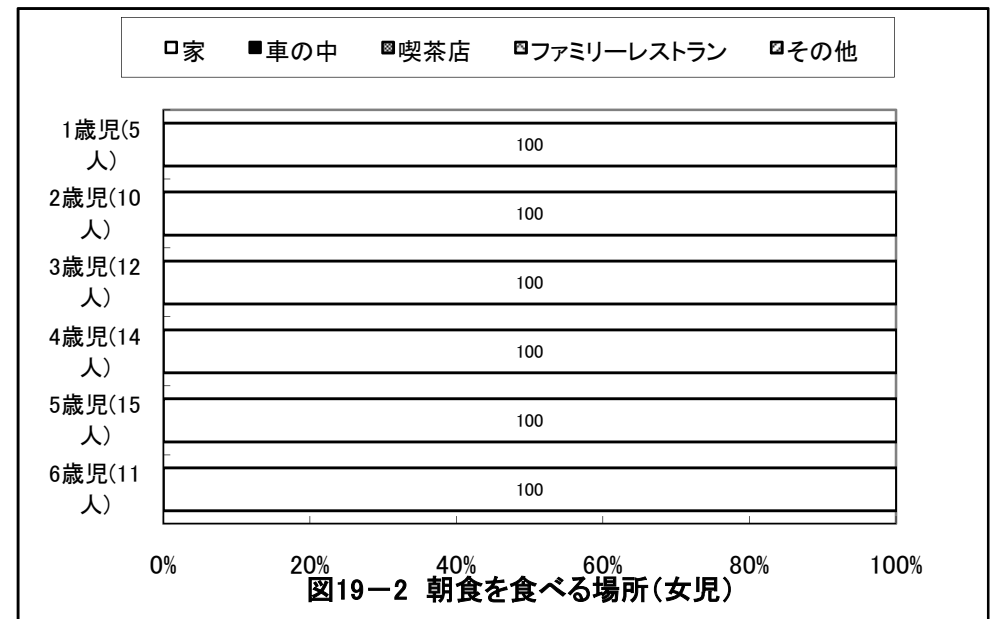 □家 ■車の中 ▩喫茶店 ▨ファミリーレストラン ▨その他
1歳児(5
人)
100
2歳児(10
人)
100
3歳児(12
人)
100
4歳児(14
人)
100
5歳児(15
人)
100
6歳児(11
人)
100
0% 20% 40% 60% 80% 100%
図19－2 朝食を食べる場所(女児)